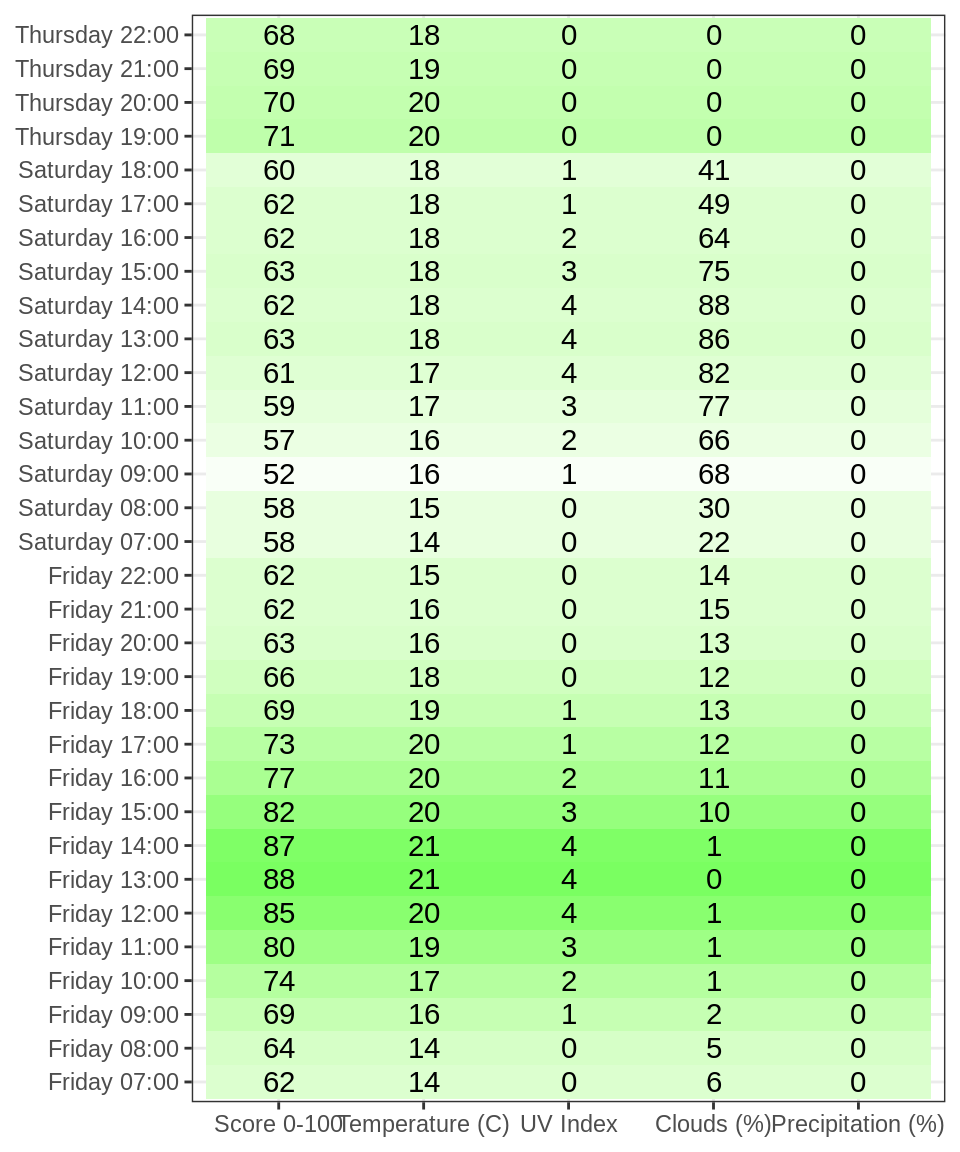 Thursday 22:00 68 18 0 0 0
Thursday 21:00 69 19 0 0 0
Thursday 20:00 70 20 0 0 0
Thursday 19:00 71 20 0 0 0
Saturday 18:00 60 18 1 41 0
Saturday 17:00 62 18 1 49 0
Saturday 16:00 62 18 2 64 0
Saturday 15:00 63 18 3 75 0
Saturday 14:00 62 18 4 88 0
Saturday 13:00 63 18 4 86 0
Saturday 12:00 61 17 4 82 0
Saturday 11:00 59 17 3 77 0
Saturday 10:00 57 16 2 66 0
Saturday 09:00 52 16 1 68 0
Saturday 08:00 58 15 0 30 0
Saturday 07:00 58 14 0 22 0
Friday 22:00 62 15 0 14 0
Friday 21:00 62 16 0 15 0
Friday 20:00 63 16 0 13 0
Friday 19:00 66 18 0 12 0
Friday 18:00 69 19 1 13 0
Friday 17:00 73 20 1 12 0
Friday 16:00 77 20 2 11 0
Friday 15:00 82 20 3 10 0
Friday 14:00 87 21 4 1 0
Friday 13:00 88 21 4 0 0
Friday 12:00 85 20 4 1 0
Friday 11:00 80 19 3 1 0
Friday 10:00 74 17 2 1 0
Friday 09:00 69 16 1 2 0
Friday 08:00 64 14 0 5 0
Friday 07:00 62 14 0 6 0
Score 0-100 Temperature (C) UV Index Clouds (%) Precipitation (%)